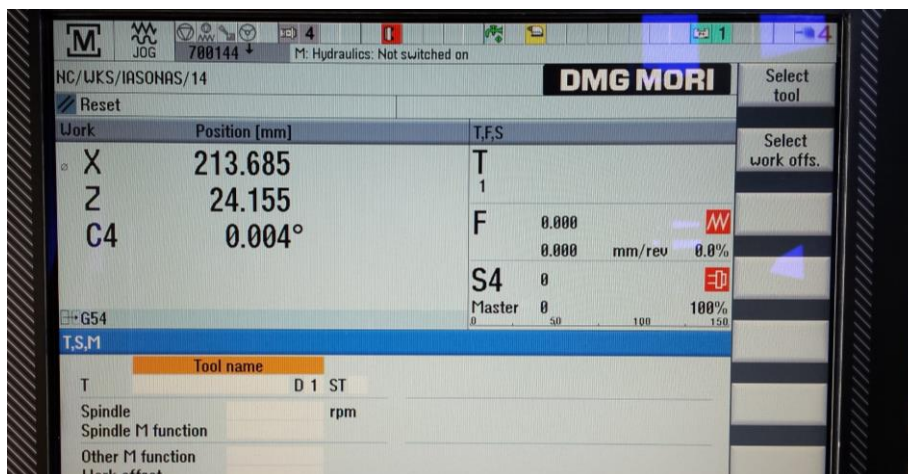 M JOG 4 C 1 4
700144 M: Hydraulics: Not switched on
NC/WKS/IASONAS/14 DMG MORI
Select tool
Reset
Work Position [mm] T,F,S
Select work offs.
X 213.685 T
1
Z 24.155
C4 0.004° F 0.000
0.000 mm/rev 0.0%
S4 0
Master 0 100%
G54 0 50 100 150
T,S,M
Tool name
T D 1 ST
Spindle rpm
Spindle M function
Other M function
Work offset